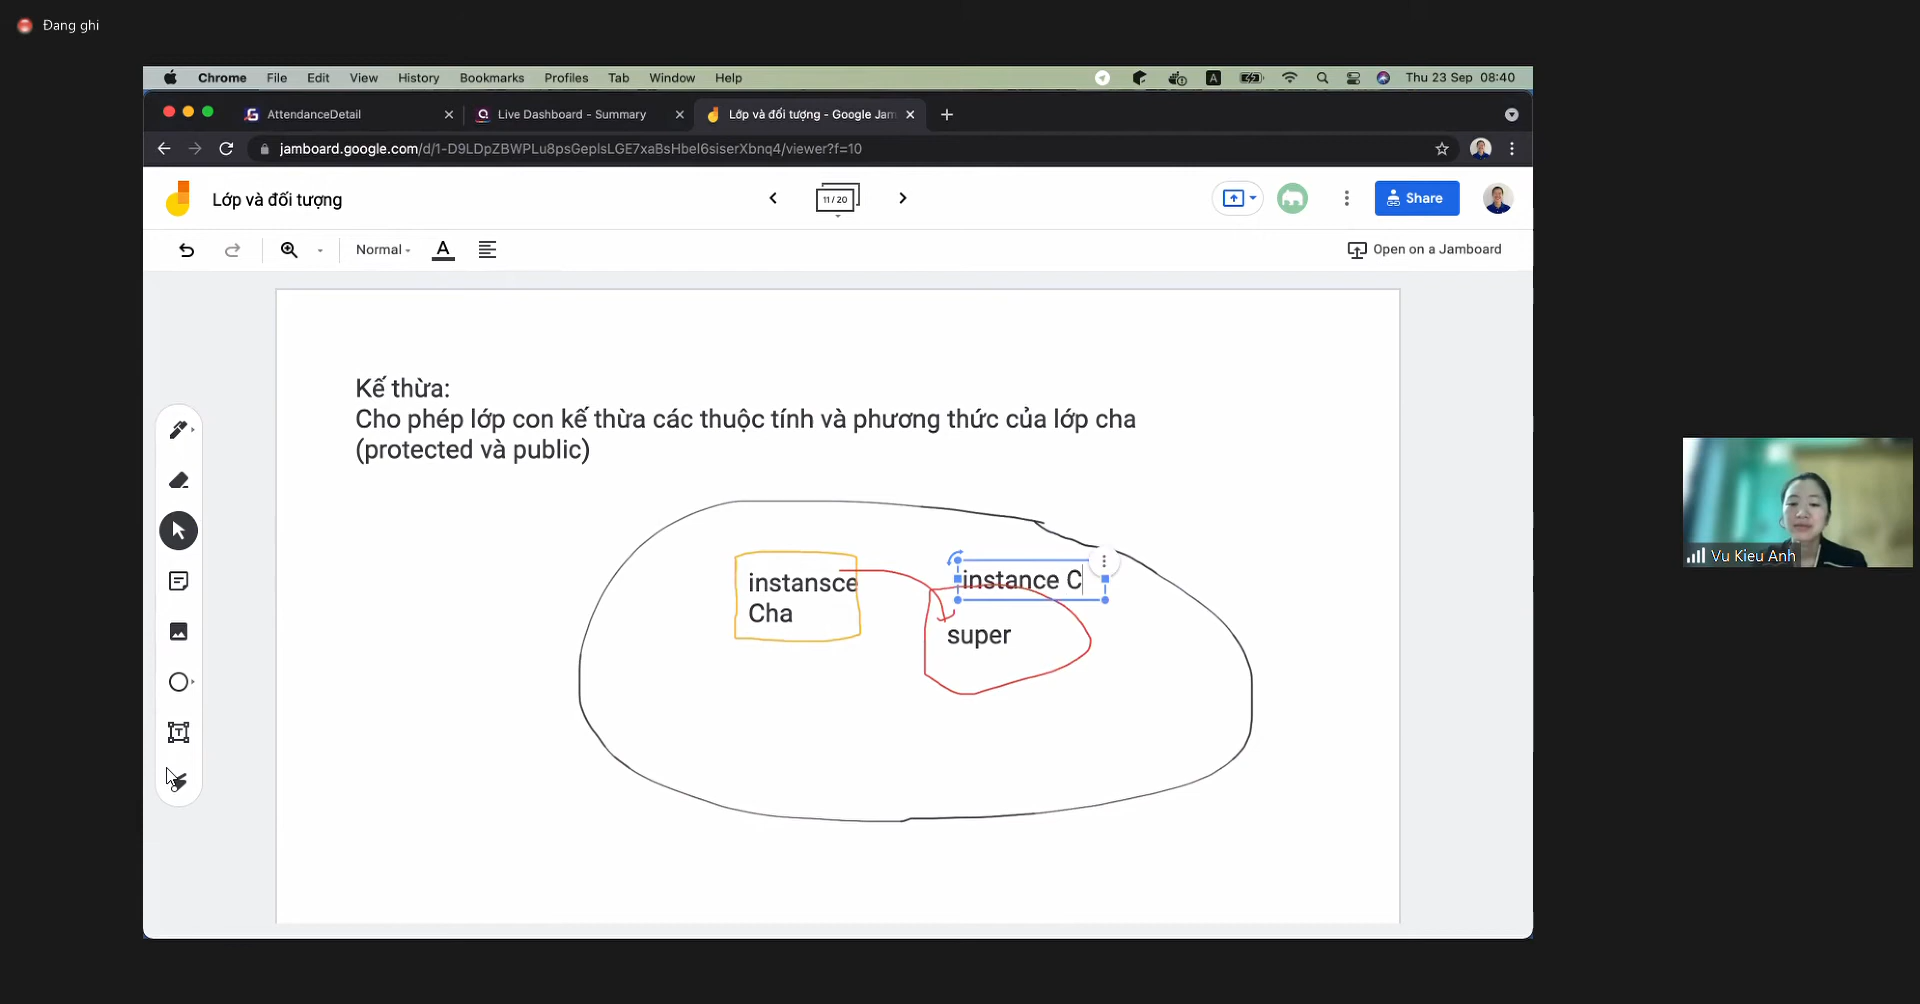 Đang ghi
Chrome File Edit View History Bookmarks Profiles Tab Window Help
A
Thu 23 Sep 08:40
AttendanceDetail
Live Dashboard - Summary
Lớp và đối tượng - Google Jam
jamboard.google.com/d/1-D9LDpZBWPLu8psGeplsLGE7xaBsHbel6siserXbnq4/viewer?f=10
Lớp và đối tượng
11 / 20
Share
Normal
A
Open on a Jamboard
Kế thừa:
Cho phép lớp con kế thừa các thuộc tính và phương thức của lớp cha
(protected và public)
instansce
Cha
instance C
super
T
Vu Kieu Anh